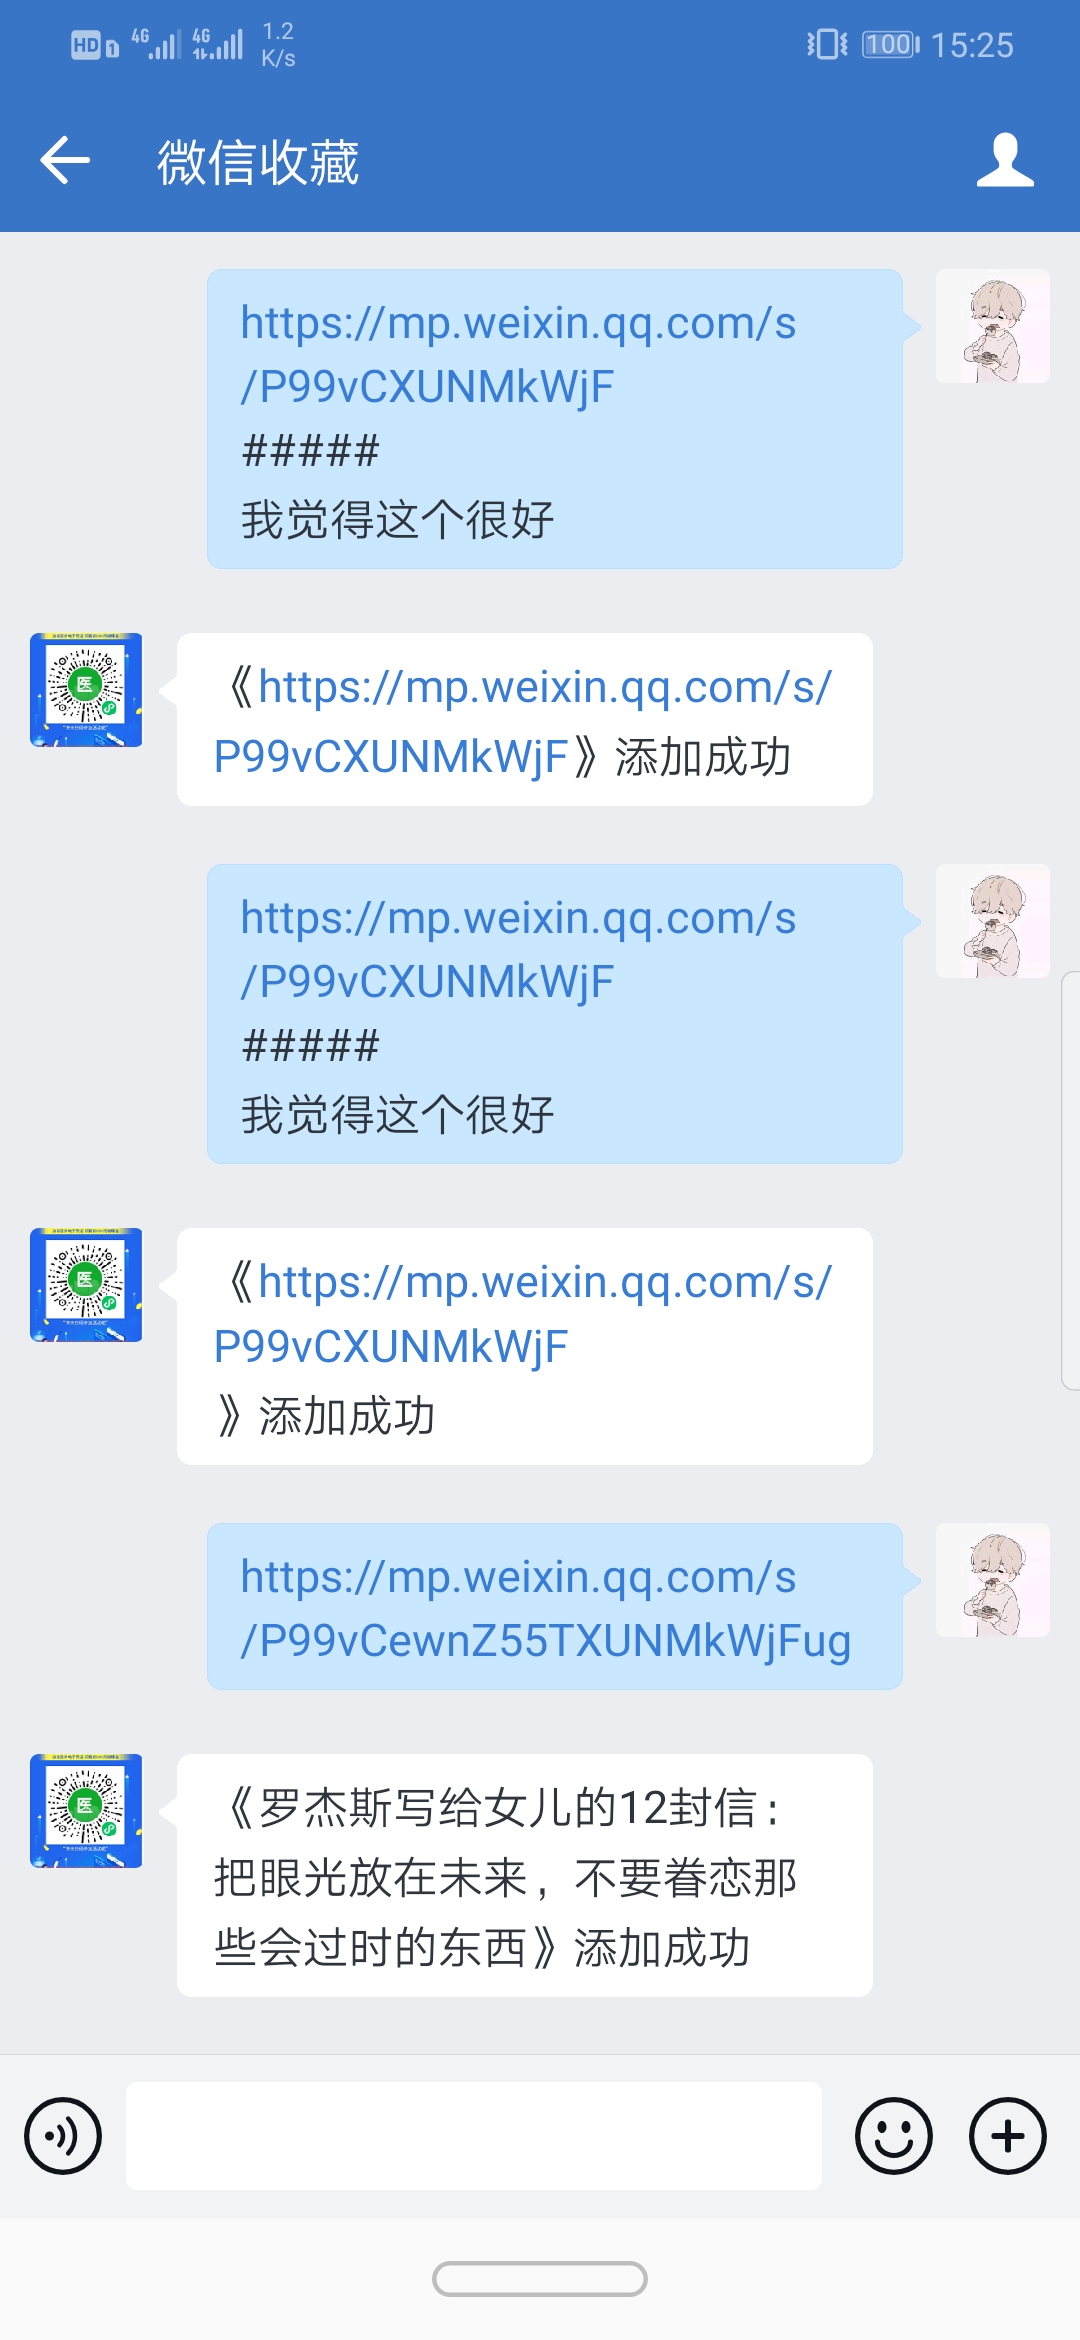 HD 1 4G 4G 1.2 K/s 100 15:25
微信收藏
https://mp.weixin.qq.com/s
/P99vCXUNMkWjF
#####
我觉得这个很好
医
《https://mp.weixin.qq.com/s/
P99vCXUNMkWjF》添加成功
https://mp.weixin.qq.com/s
/P99vCXUNMkWjF
#####
我觉得这个很好
医
《https://mp.weixin.qq.com/s/
P99vCXUNMkWjF
》添加成功
https://mp.weixin.qq.com/s
/P99vCewnZ55TXUNMkWjFug
医
《罗杰斯写给女儿的12封信：
把眼光放在未来，不要眷恋那
些会过时的东西》添加成功